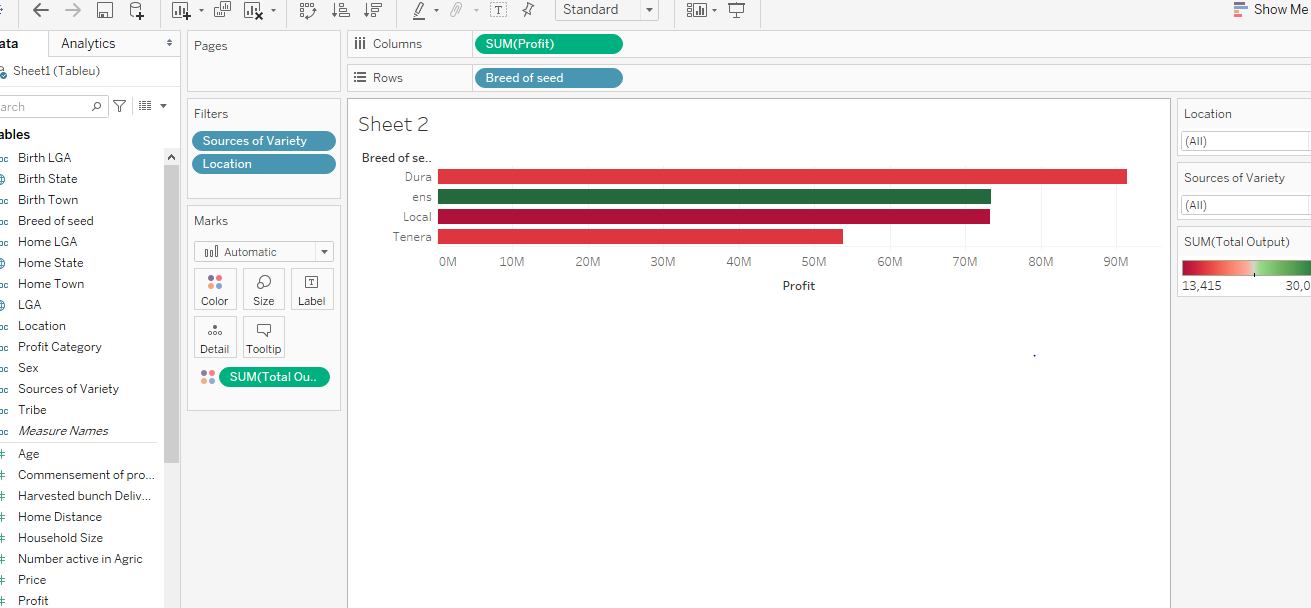 Standard
Show Me
ata Analytics
Sheet1 (Tableu)
earch
ables
Birth LGA
Birth State
Birth Town
Breed of seed
Home LGA
Home State
Home Town
LGA
Location
Profit Category
Sex
Sources of Variety
Tribe
Measure Names
Age
Commensement of pro...
Harvested bunch Deliv...
Home Distance
Household Size
Number active in Agric
Price
Profit
Pages
Filters
Sources of Variety
Location
Marks
Automatic
Color Size Label
Detail Tooltip
SUM(Total Ou..
Columns SUM(Profit)
Rows Breed of seed
Sheet 2
Breed of se..
Dura
ens
Local
Tenera
0M 10M 20M 30M 40M 50M 60M 70M 80M 90M
Profit
Location
(All)
Sources of Variety
(All)
SUM(Total Output)
13,415 30,0